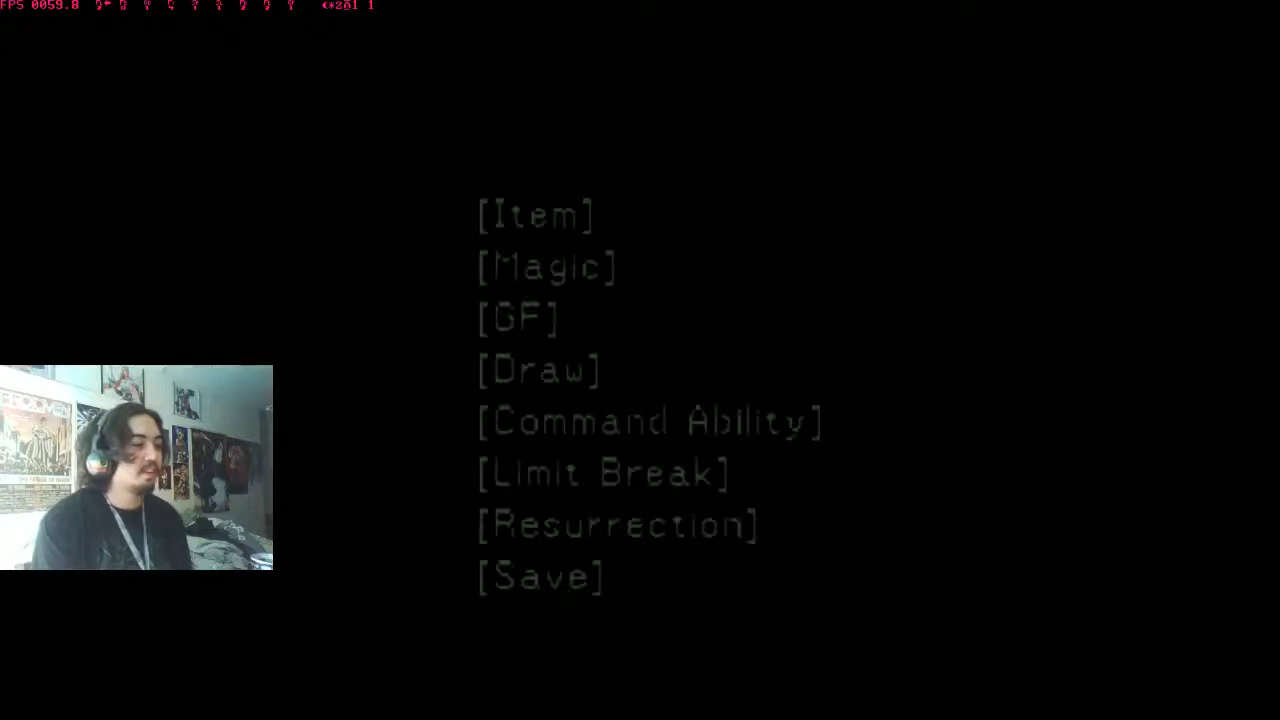 FPS 0059.8
[Item]
[Magic]
[GF]
[Draw]
[Command Ability]
[Limit Break]
[Resurrection]
[Save]